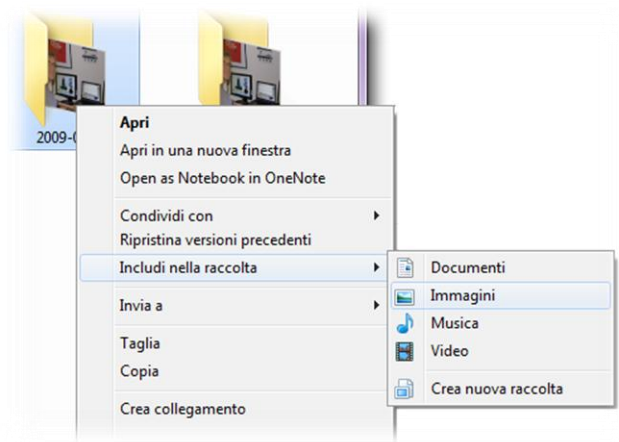 2009-0
Apri
Apri in una nuova finestra
Open as Notebook in OneNote
Condividi con
Ripristina versioni precedenti
Includi nella raccolta
Invia a
Taglia
Copia
Crea collegamento
Documenti
Immagini
Musica
Video
Crea nuova raccolta